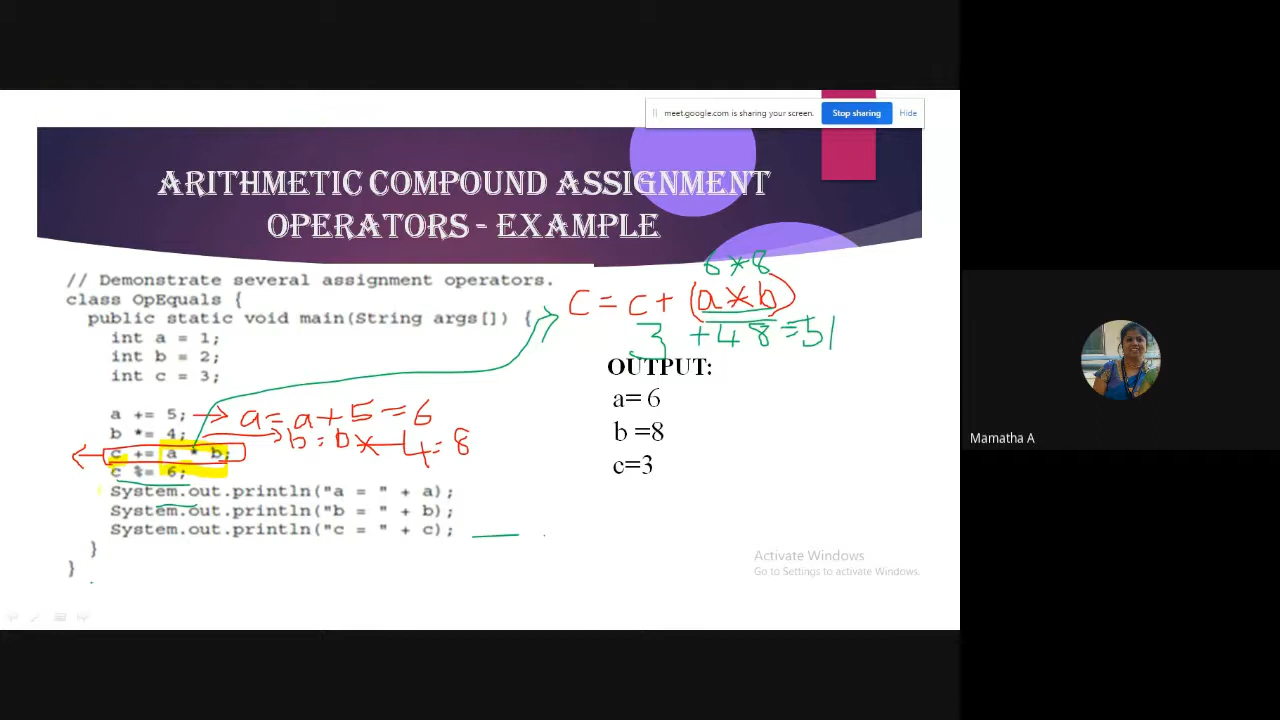 meet.google.com is sharing your screen. Stop sharing Hide
ARITHMETIC COMPOUND ASSIGNMENT
OPERATORS - EXAMPLE
// Demonstrate several assignment operators.
class OpEquals {
public static void main(String args[]) {
int a = 1;
int b = 2;
int c = 3;
a += 5; a = a + 5 = 6
b *= 4; b = b * 4 = 8
c += a * b;
c %= 6;
System.out.println("a = " + a);
System.out.println("b = " + b);
System.out.println("c = " + c);
}
}
6 * 8
c = c + (a * b)
3 + 48 = 51
OUTPUT:
a= 6
b =8
c=3
Activate Windows
Go to Settings to activate Windows.
Mamatha A